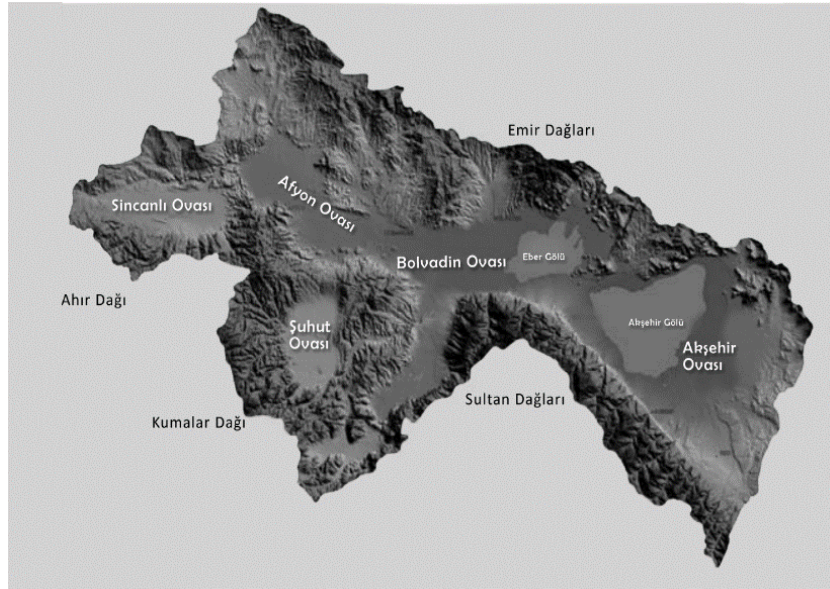 Emir Dağları
Sincanlı Ovası
Afyon Ovası
Bolvadin Ovası
Eber Gölü
Ahır Dağı
Şuhut
Ovası
Akşehir Gölü
Akşehir
Ovası
Sultan Dağları
Kumalar Dağı